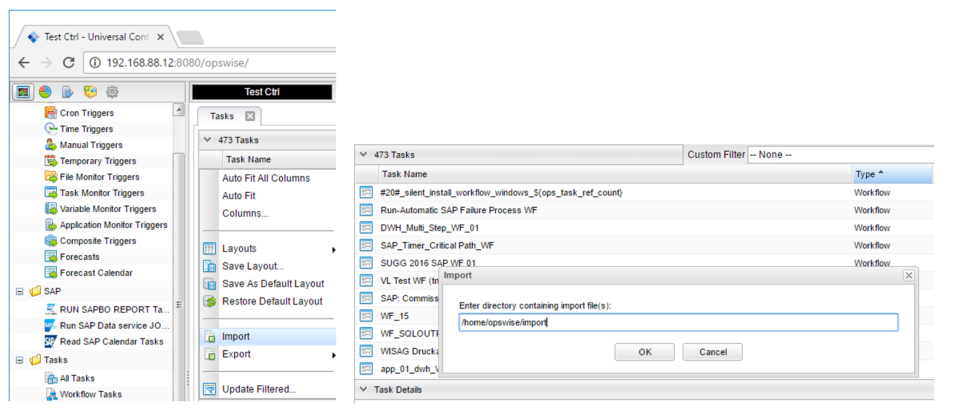 Test Ctrl - Universal Cont
192.168.88.12:8080/opswise/
Test Ctrl
Cron Triggers
Time Triggers
Manual Triggers
Temporary Triggers
File Monitor Triggers
Task Monitor Triggers
Variable Monitor Triggers
Application Monitor Triggers
Composite Triggers
Forecasts
Forecast Calendar
SAP
RUN SAPBO REPORT Ta...
Run SAP Data service JO...
Read SAP Calendar Tasks
Tasks
All Tasks
Workflow Tasks
Tasks
473 Tasks
Task Name
Auto Fit All Columns
Auto Fit
Columns...
Layouts
Save Layout...
Save As Default Layout
Restore Default Layout
Import
Export
Update Filtered...
473 Tasks Custom Filter -- None --
Task Name Type
#20#_silent_install_workflow_windows_${ops_task_ref_count} Workflow
Run-Automatic SAP Failure Process WF Workflow
DWH_Multi_Step_WF_01 Workflow
SAP_Timer_Critical Path_WF Workflow
SUGG 2016 SAP WF 01 Workflow
VL Test WF (tn
SAP: Commiss
WF_15
WF_SQLOUTF
WISAG Drucka
app_01_dwh_V
Task Details
Import
Enter directory containing import file(s):
/home/opswise/import
OK Cancel